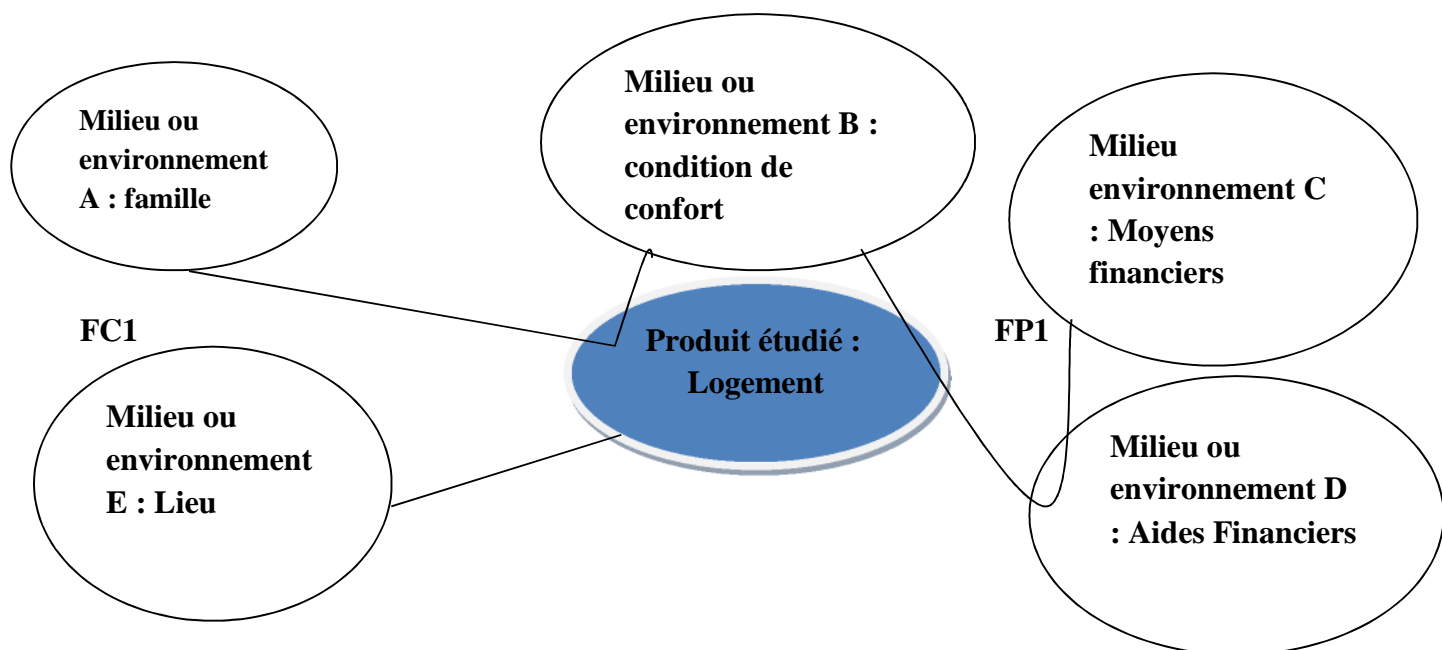 Milieu ou
environnement
A : famille
Milieu ou
environnement B :
condition de
confort
Milieu
environnement C
: Moyens
financiers
FC1
Produit étudié :
Logement
FP1
Milieu ou
environnement
E : Lieu
Milieu ou
environnement D
: Aides Financiers